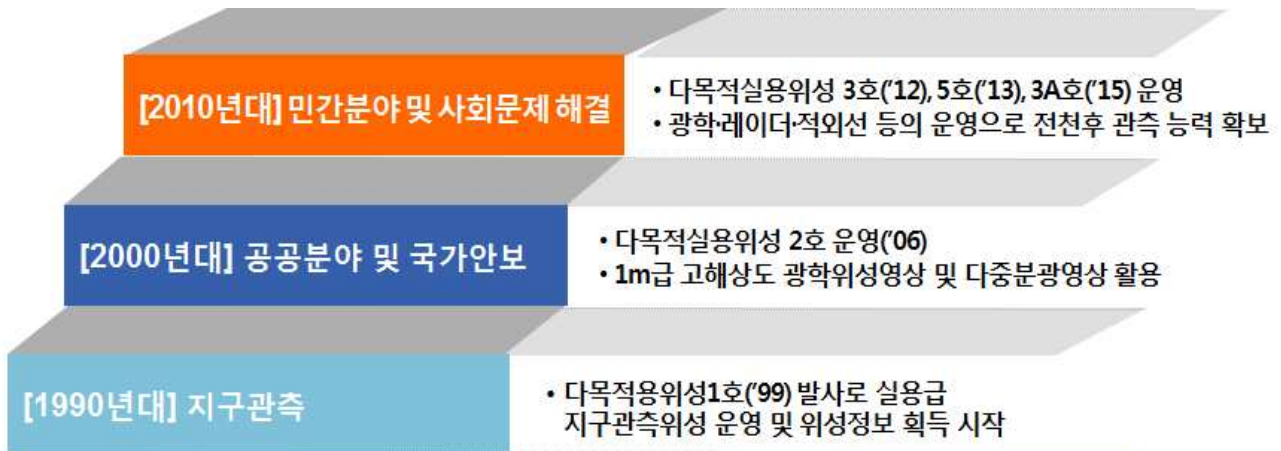 [2010년대] 민간분야 및 사회문제 해결
• 다목적실용위성 3호('12), 5호('13), 3A호('15) 운영
• 광학·레이더·적외선 등의 운영으로 전천후 관측 능력 확보
[2000년대] 공공분야 및 국가안보
• 다목적실용위성 2호 운영('06)
• 1m급 고해상도 광학위성영상 및 다중분광영상 활용
[1990년대] 지구관측
• 다목적용위성1호('99) 발사로 실용급
지구관측위성 운영 및 위성정보 획득 시작